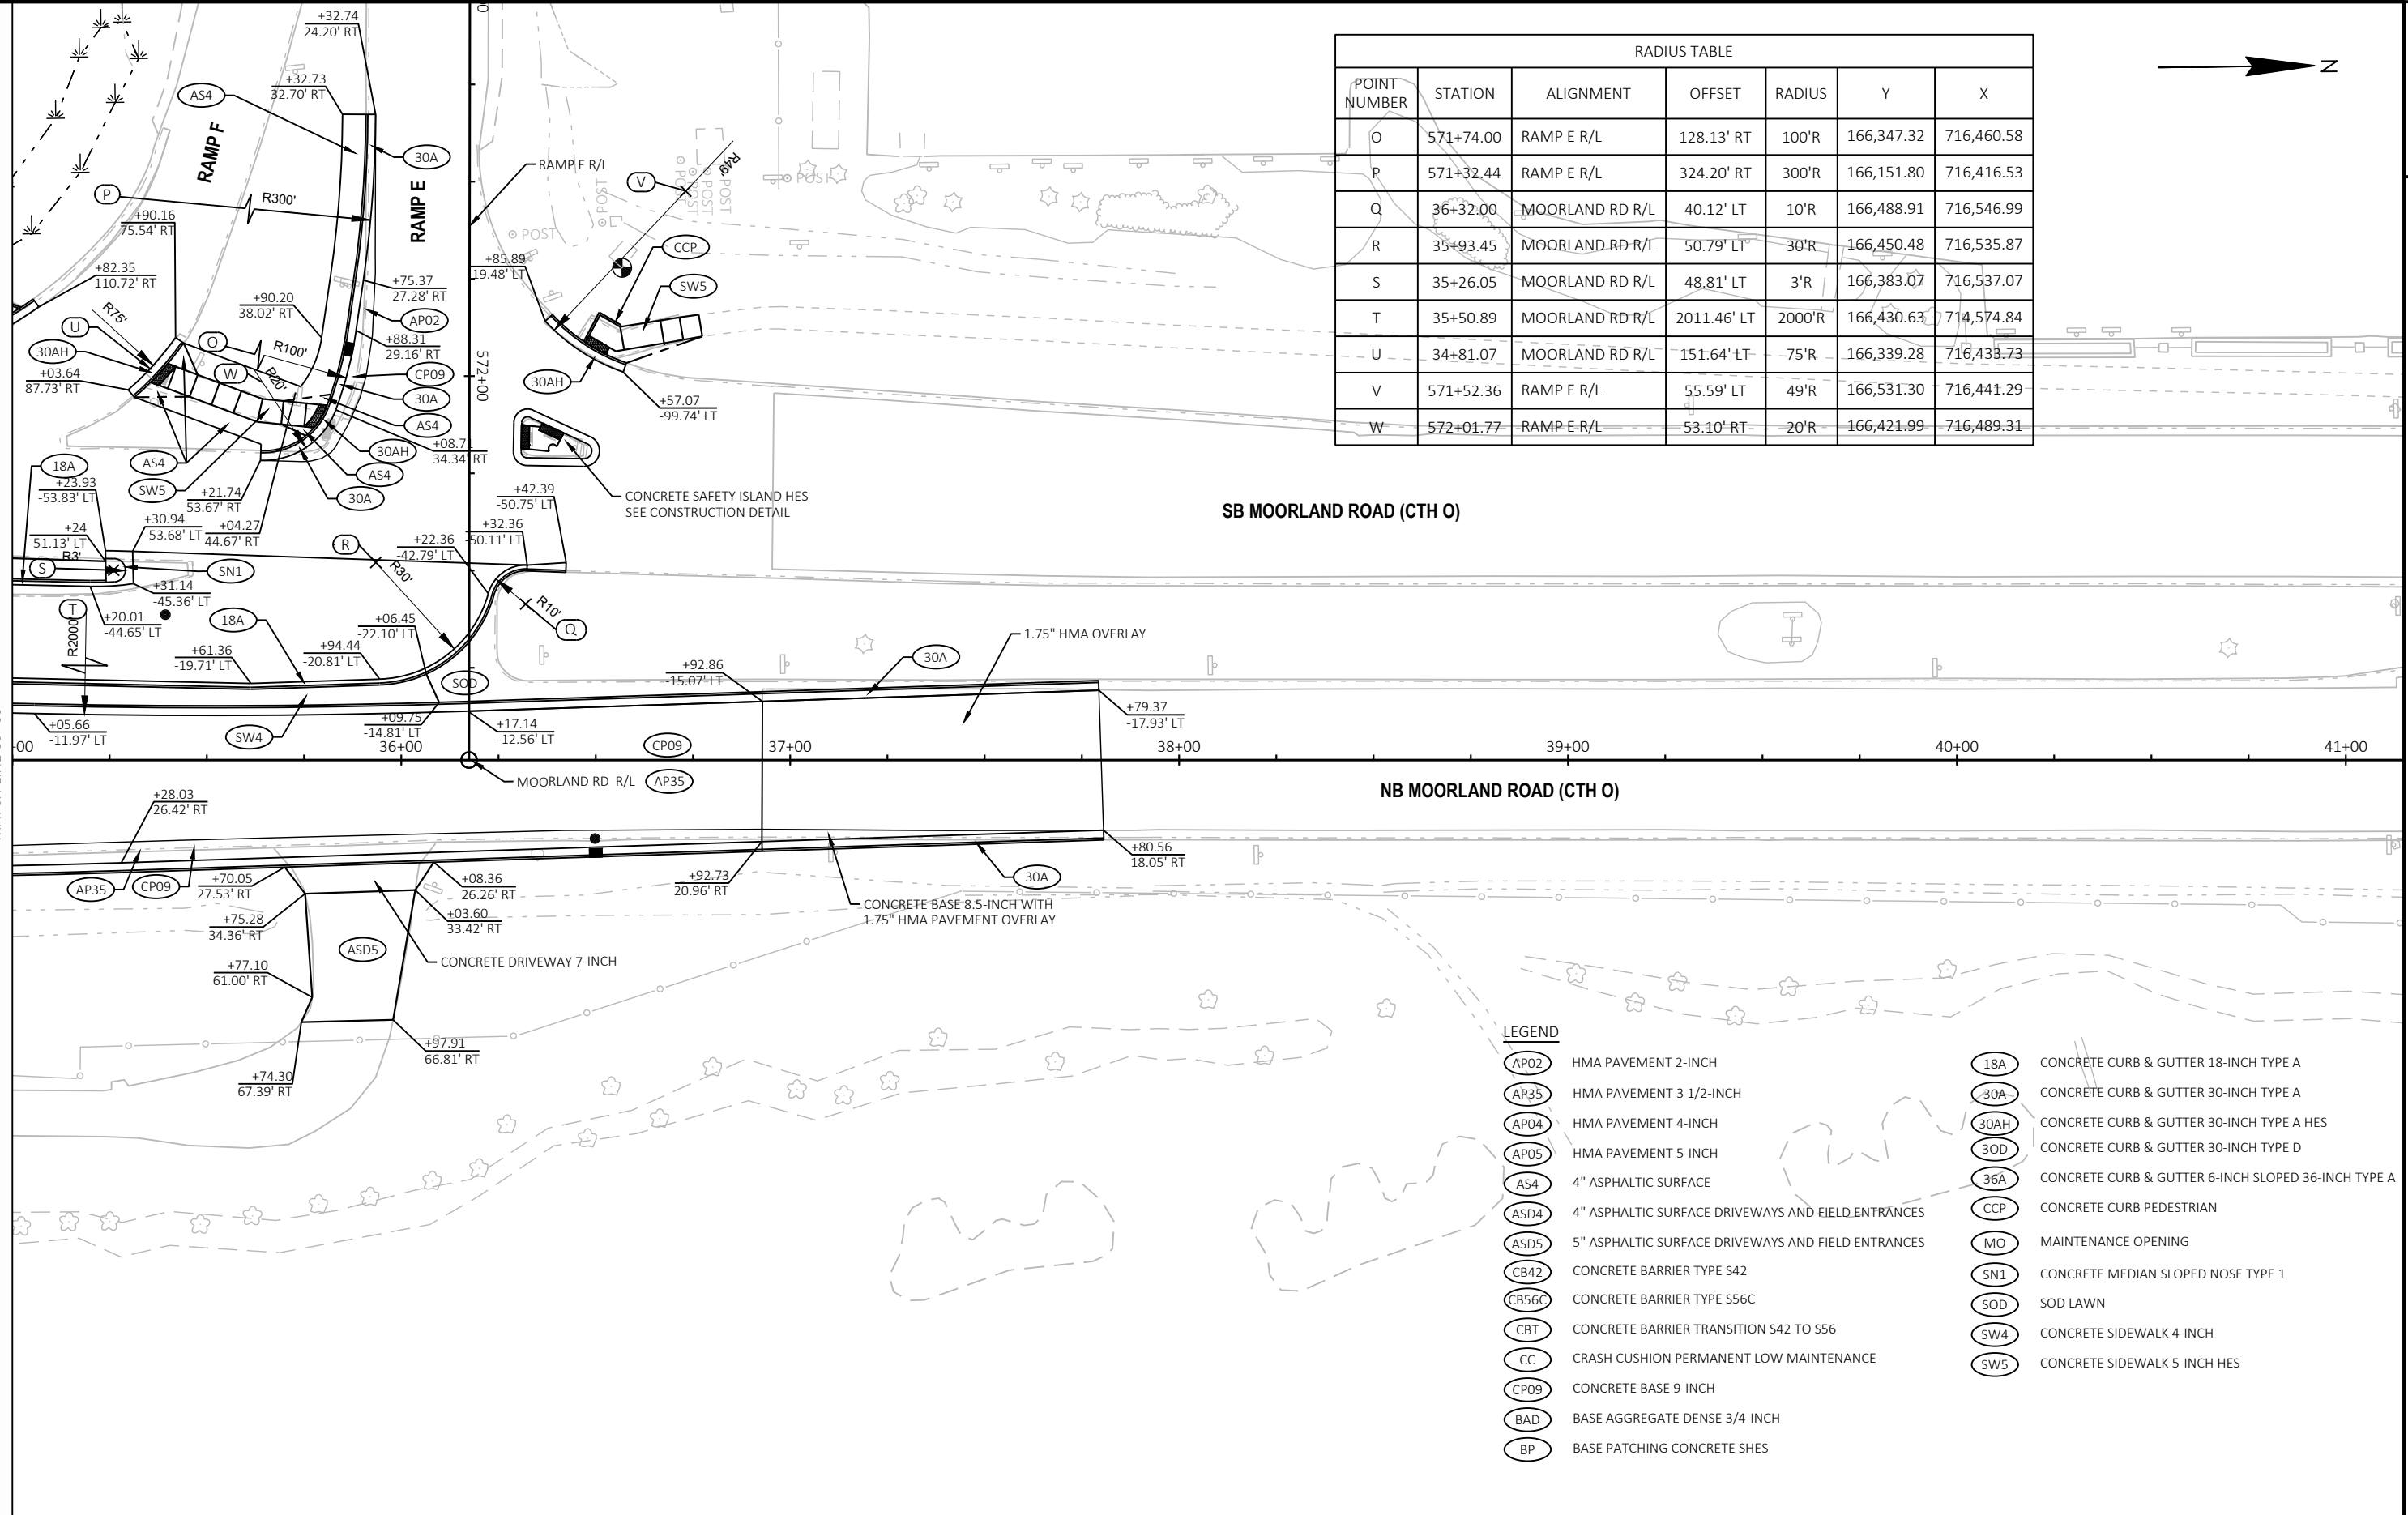 RADIUS TABLE
POINT NUMBER STATION ALIGNMENT OFFSET RADIUS Y X
O 571+74.00 RAMP E R/L 128.13' RT 100'R 166,347.32 716,460.58
P 571+32.44 RAMP E R/L 324.20' RT 300'R 166,151.80 716,416.53
Q 36+32.00 MOORLAND RD R/L 40.12' LT 10'R 166,488.91 716,546.99
R 35+93.45 MOORLAND RD R/L 50.79' LT 30'R 166,450.48 716,535.87
S 35+26.05 MOORLAND RD R/L 48.81' LT 3'R 166,383.07 716,537.07
T 35+50.89 MOORLAND RD R/L 2011.46' LT 2000'R 166,430.63 714,574.84
U 34+81.07 MOORLAND RD R/L 151.64' LT 75'R 166,339.28 716,433.73
V 571+52.36 RAMP E R/L 55.59' LT 49'R 166,531.30 716,441.29
W 572+01.77 RAMP E R/L 53.10' RT 20'R 166,421.99 716,489.31
N
+32.74
24.20' RT
+32.73
32.70' RT
AS4
RAMP F
30A
RAMP E
RAMP E R/L
P
R300'
+90.16
75.54' RT
+82.35
110.72' RT
+90.20
38.02' RT
+75.37
27.28' RT
AP02
+88.31
29.16' RT
CP09
30A
AS4
+08.71
34.34' RT
30AH
AS4
30A
U
R75'
30AH
+03.64
87.73' RT
O
R100'
W
R20'
AS4
SW5
+21.74
53.67' RT
+04.27
44.67' RT
572+00
V
R49'
POST
POST
POST
POST
POST
POST
CCP
SW5
+85.89
-19.48' LT
30AH
+57.07
-99.74' LT
CONCRETE SAFETY ISLAND HES
SEE CONSTRUCTION DETAIL
SB MOORLAND ROAD (CTH O)
18A
+23.93
-53.83' LT
+24
-51.13' LT
R3'
S
+30.94
-53.68' LT
SN1
+31.14
-45.36' LT
T
R2000'
+20.01
-44.65' LT
18A
+61.36
-19.71' LT
+94.44
-20.81' LT
+06.45
-22.10' LT
R
R30'
+22.36
-42.79' LT
+32.36
-50.11' LT
+42.39
-50.75' LT
R10'
Q
SOD
+92.86
-15.07' LT
30A
1.75" HMA OVERLAY
+79.37
-17.93' LT
+05.66
-11.97' LT
SW4
+09.75
-14.81' LT
+17.14
-12.56' LT
CP09
AP35
36+00
37+00
38+00
39+00
40+00
41+00
MOORLAND RD R/L
NB MOORLAND ROAD (CTH O)
+28.03
26.42' RT
AP35
CP09
+70.05
27.53' RT
+75.28
34.36' RT
+77.10
61.00' RT
+74.30
67.39' RT
ASD5
+08.36
26.26' RT
+03.60
33.42' RT
CONCRETE DRIVEWAY 7-INCH
+97.91
66.81' RT
+92.73
20.96' RT
CONCRETE BASE 8.5-INCH WITH
1.75" HMA PAVEMENT OVERLAY
30A
+80.56
18.05' RT
LEGEND
AP02 HMA PAVEMENT 2-INCH
AP35 HMA PAVEMENT 3 1/2-INCH
AP04 HMA PAVEMENT 4-INCH
AP05 HMA PAVEMENT 5-INCH
AS4 4" ASPHALTIC SURFACE
ASD4 4" ASPHALTIC SURFACE DRIVEWAYS AND FIELD ENTRANCES
ASD5 5" ASPHALTIC SURFACE DRIVEWAYS AND FIELD ENTRANCES
CB42 CONCRETE BARRIER TYPE S42
CB56C CONCRETE BARRIER TYPE S56C
CBT CONCRETE BARRIER TRANSITION S42 TO S56
CC CRASH CUSHION PERMANENT LOW MAINTENANCE
CP09 CONCRETE BASE 9-INCH
BAD BASE AGGREGATE DENSE 3/4-INCH
BP BASE PATCHING CONCRETE SHES
18A CONCRETE CURB & GUTTER 18-INCH TYPE A
30A CONCRETE CURB & GUTTER 30-INCH TYPE A
30AH CONCRETE CURB & GUTTER 30-INCH TYPE A HES
3OD CONCRETE CURB & GUTTER 30-INCH TYPE D
36A CONCRETE CURB & GUTTER 6-INCH SLOPED 36-INCH TYPE A
CCP CONCRETE CURB PEDESTRIAN
MO MAINTENANCE OPENING
SN1 CONCRETE MEDIAN SLOPED NOSE TYPE 1
SOD SOD LAWN
SW4 CONCRETE SIDEWALK 4-INCH
SW5 CONCRETE SIDEWALK 5-INCH HES